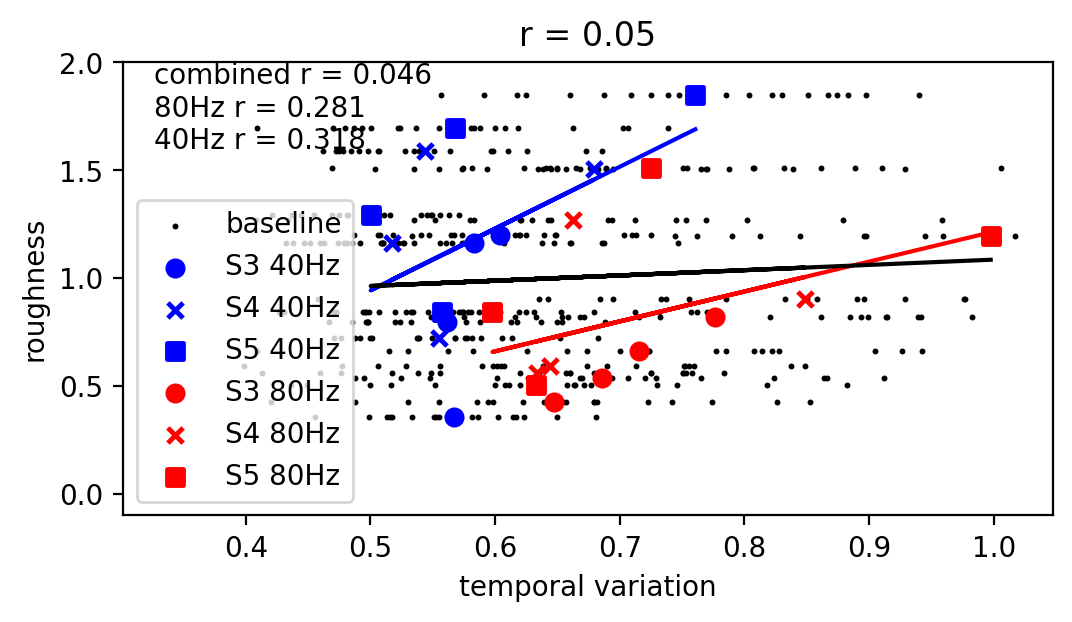 r = 0.05
combined r = 0.046
80Hz r = 0.281
40Hz r = 0.318
baseline
S3 40Hz
S4 40Hz
S5 40Hz
S3 80Hz
S4 80Hz
S5 80Hz
2.0
1.5
1.0
0.5
0.0
roughness
0.4 0.5 0.6 0.7 0.8 0.9 1.0
temporal variation